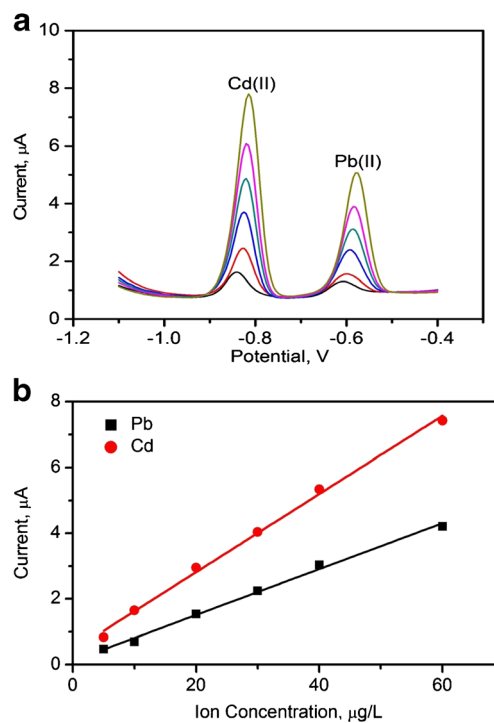 a
10
8
6
4
2
0
Current, μA
Cd(II)
Pb(II)
-1.2 -1.0 -0.8 -0.6 -0.4
Potential, V
b
8
6
4
2
0
Current, μA
Pb
Cd
0 20 40 60
Ion Concentration, μg/L